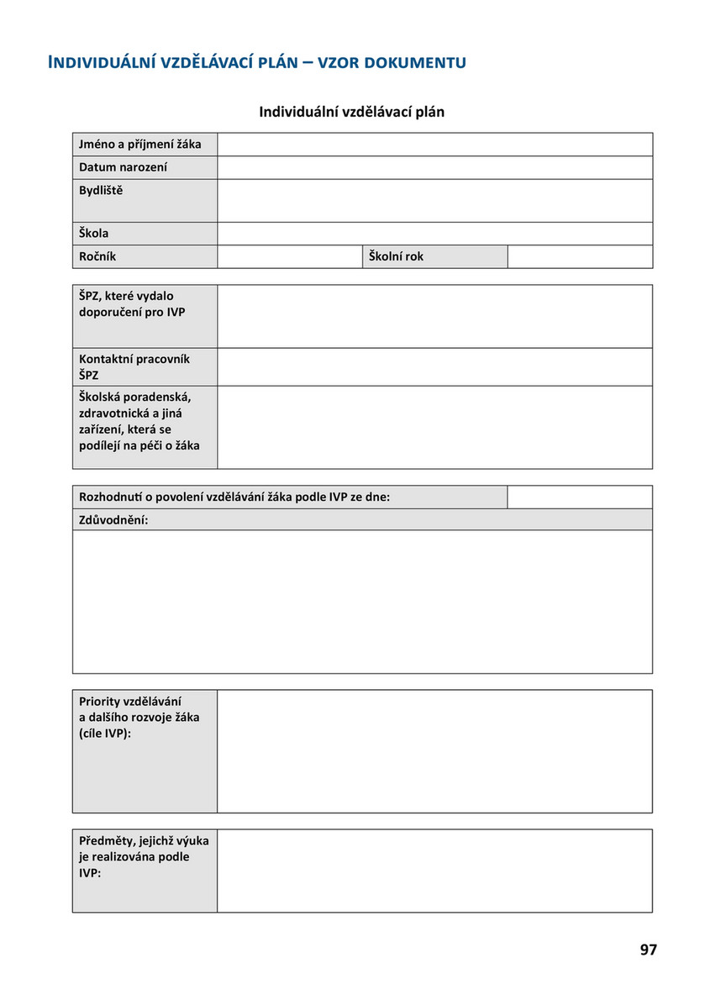 Individuální vzdělávací plán – vzor dokumentu
Individuální vzdělávací plán
Jméno a příjmení žáka
Datum narození
Bydliště
Škola
Ročník Školní rok
ŠPZ, které vydalo
doporučení pro IVP
Kontaktní pracovník
ŠPZ
Školská poradenská,
zdravotnická a jiná
zařízení, která se
podílejí na péči o žáka
Rozhodnutí o povolení vzdělávání žáka podle IVP ze dne:
Zdůvodnění:
Priority vzdělávání
a dalšího rozvoje žáka
(cíle IVP):
Předměty, jejichž výuka
je realizována podle
IVP:
97